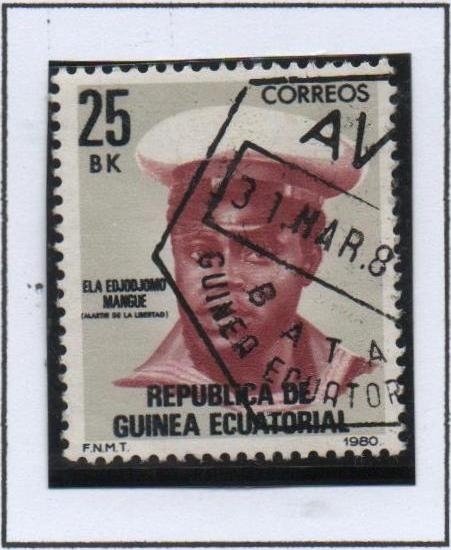 25
BK
CORREOS
AV
31.MAR.8
BATA
GUINEA ECUATOR
ELA EDJODJOMO
MANGUE
(MARTIR DE LA LIBERTAD)
REPUBLICA DE
GUINEA ECUATORIAL
F.N.M.T.
1980